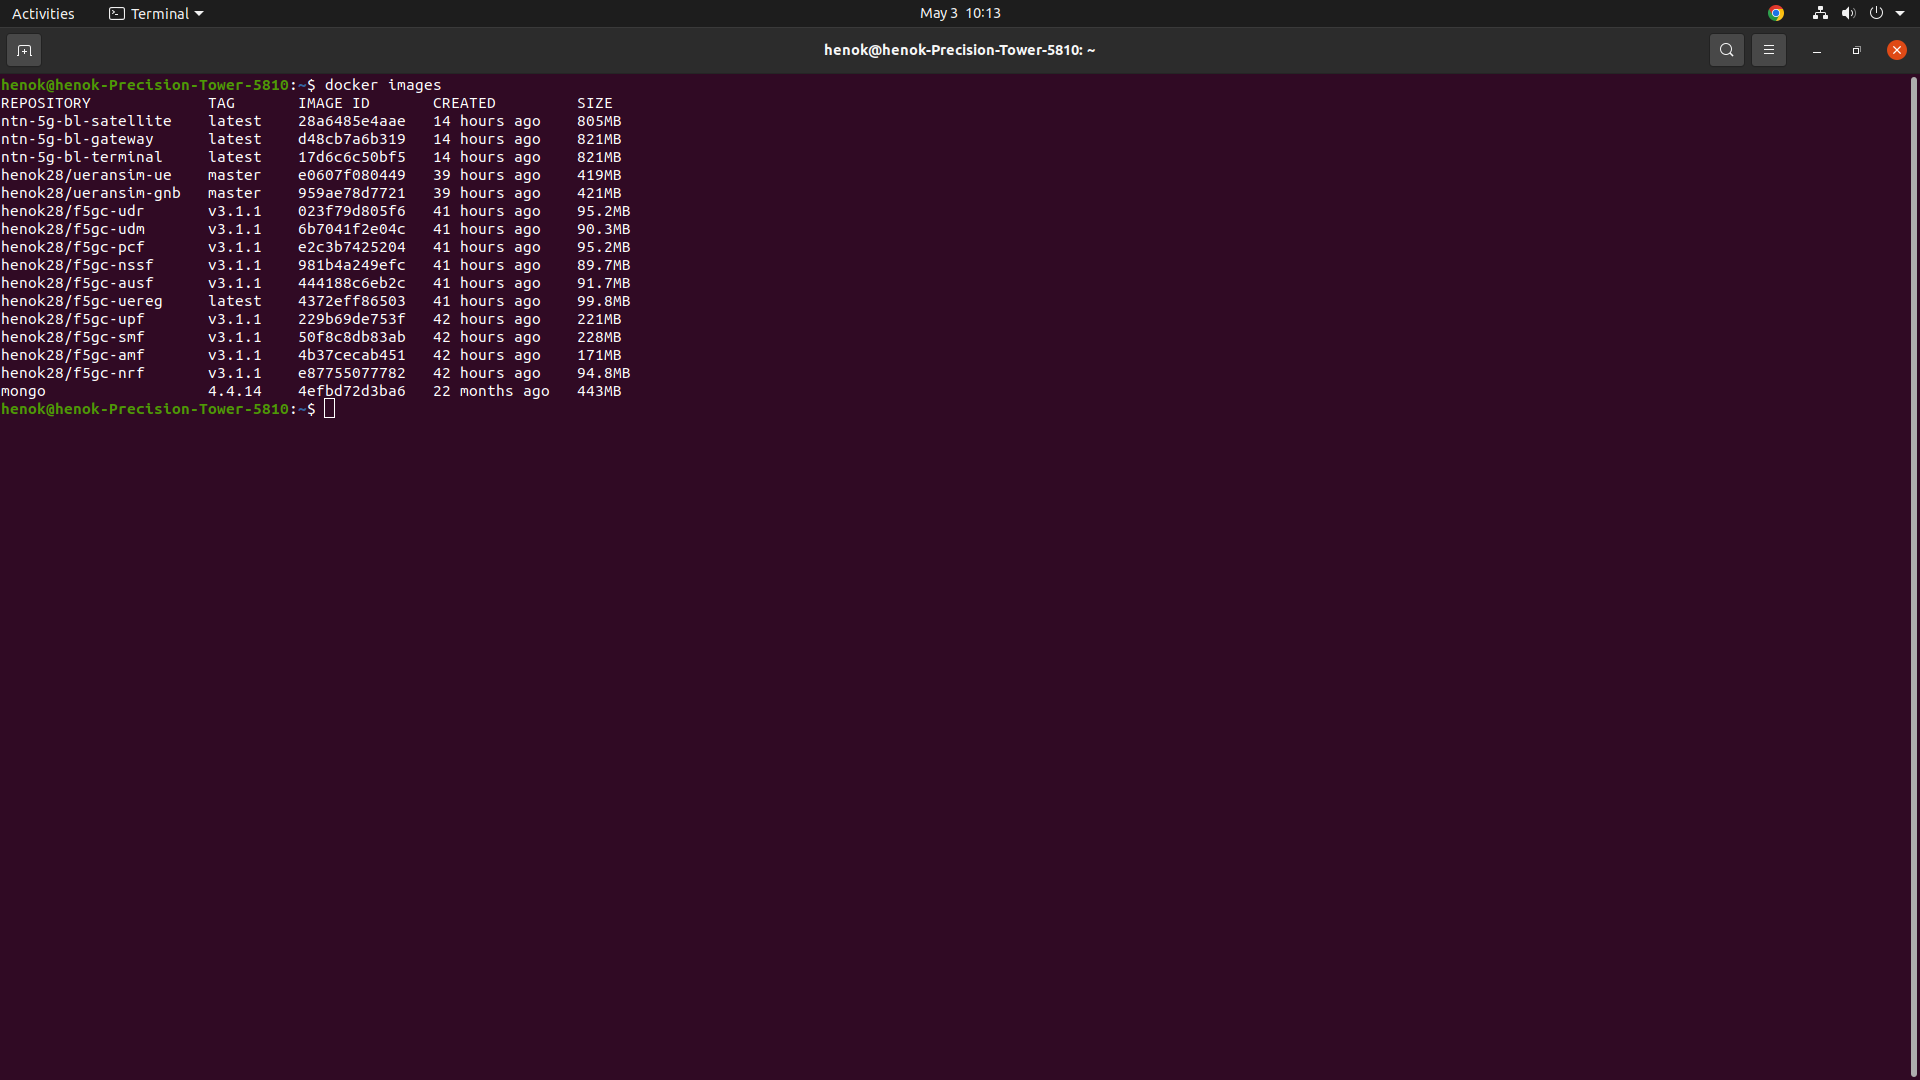 Activities Terminal May 3 10:13
henok@henok-Precision-Tower-5810: ~
henok@henok-Precision-Tower-5810:~$ docker images
REPOSITORY TAG IMAGE ID CREATED SIZE
ntn-5g-bl-satellite latest 28a6485e4aae 14 hours ago 805MB
ntn-5g-bl-gateway latest d48cb7a6b319 14 hours ago 821MB
ntn-5g-bl-terminal latest 17d6c6c50bf5 14 hours ago 821MB
henok28/ueransim-ue master e0607f080449 39 hours ago 419MB
henok28/ueransim-gnb master 959ae78d7721 39 hours ago 421MB
henok28/f5gc-udr v3.1.1 023f79d805f6 41 hours ago 95.2MB
henok28/f5gc-udm v3.1.1 6b7041f2e04c 41 hours ago 90.3MB
henok28/f5gc-pcf v3.1.1 e2c3b7425204 41 hours ago 95.2MB
henok28/f5gc-nssf v3.1.1 981b4a249efc 41 hours ago 89.7MB
henok28/f5gc-ausf v3.1.1 444188c6eb2c 41 hours ago 91.7MB
henok28/f5gc-uereg latest 4372eff86503 41 hours ago 99.8MB
henok28/f5gc-upf v3.1.1 229b69de753f 42 hours ago 221MB
henok28/f5gc-smf v3.1.1 50f8c8db83ab 42 hours ago 228MB
henok28/f5gc-amf v3.1.1 4b37cecab451 42 hours ago 171MB
henok28/f5gc-nrf v3.1.1 e87755077782 42 hours ago 94.8MB
mongo 4.4.14 4efbd72d3ba6 22 months ago 443MB
henok@henok-Precision-Tower-5810:~$